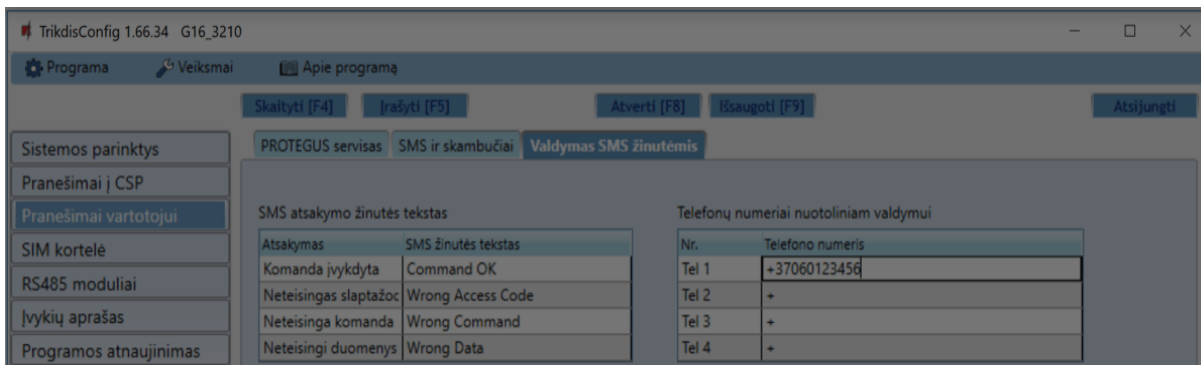 TrikdisConfig 1.66.34 G16_3210
Programa Veiksmai Apie programą
Skaityti [F4] Įrašyti [F5] Atverti [F8] Išsaugoti [F9] Atsijungti
Sistemos parinktys
Pranešimai į CSP
Pranešimai vartotojui
SIM kortelė
RS485 moduliai
Įvykių aprašas
Programos atnaujinimas
PROTEGUS servisas SMS ir skambučiai Valdymas SMS žinutėmis
SMS atsakymo žinutės tekstas
Atsakymas SMS žinutės tekstas
Komanda įvykdyta Command OK
Neteisingas slaptažoc Wrong Access Code
Neteisinga komanda Wrong Command
Neteisingi duomenys Wrong Data
Telefonų numeriai nuotoliniam valdymui
Nr. Telefono numeris
Tel 1 +37060123456
Tel 2 +
Tel 3 +
Tel 4 +